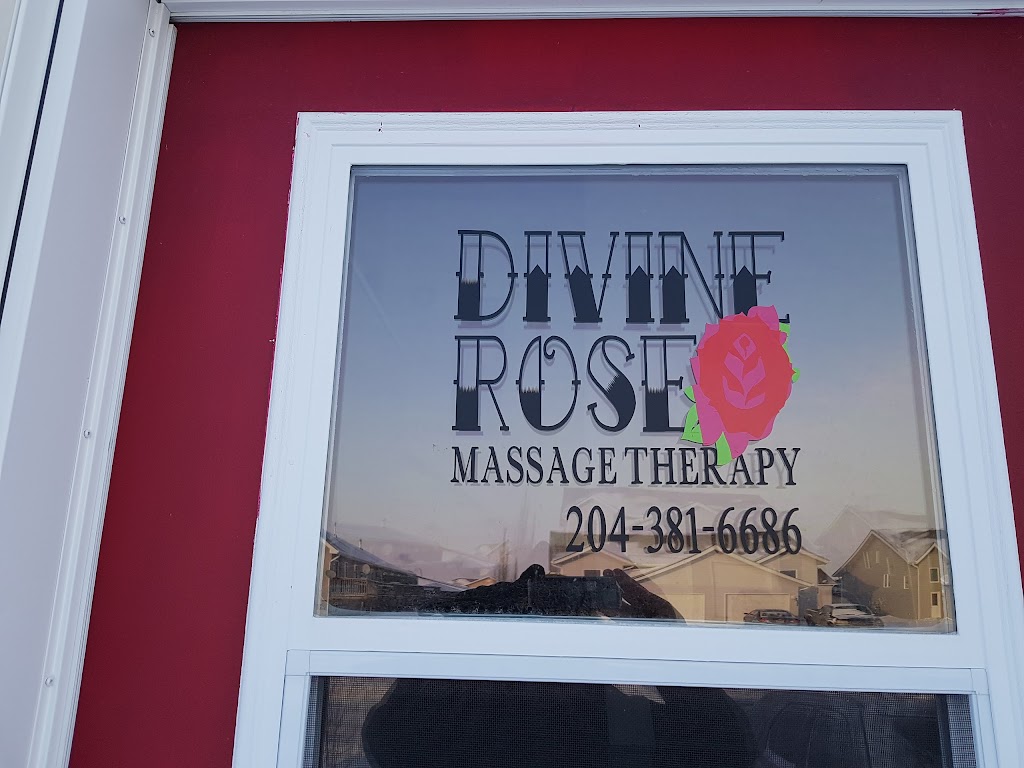 DIVINE
ROSE
MASSAGE THERAPY
204-381-6686